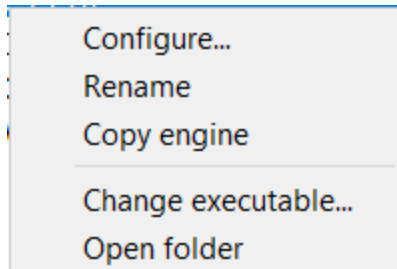 Configure...
Rename
Copy engine
Change executable...
Open folder